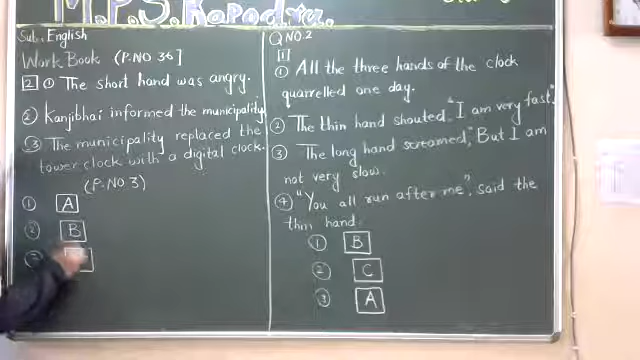 M.P.S. Kapodra.
Sub. English
Work Book (P.NO 36]
[2] ① The short hand was angry.
② Kanjibhai informed the municipality
③ The municipality replaced the
tower clock with a digital clock.
(P.NO 3)
① A
② B
③
Q NO.2
[1]
① All the three hands of the clock
quarrelled one day.
② The thin hand shouted "I am very fast".
③ The long hand screamed, "But I am
not very slow.
④ "You all run after me", said the
thin hand.
① B
② C
③ A